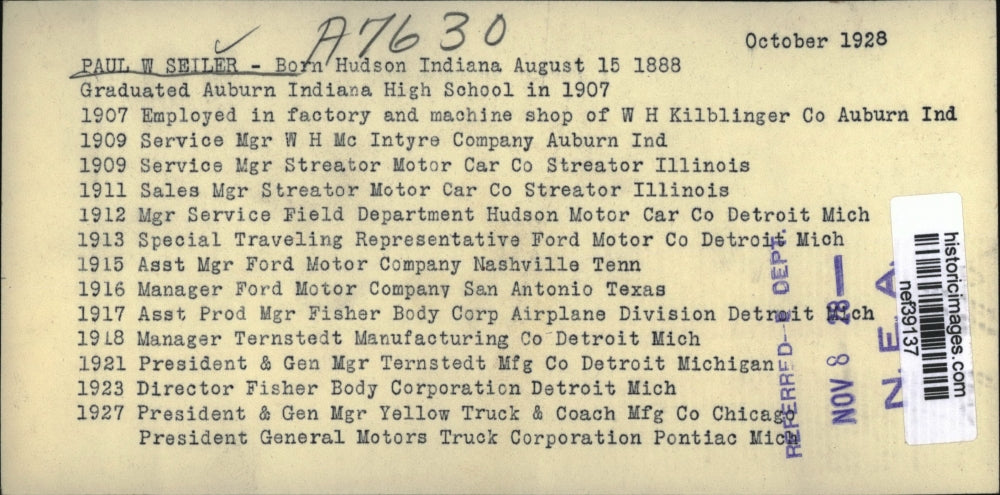 A7630
October 1928
PAUL W SEILER - Born Hudson Indiana August 15 1888
Graduated Auburn Indiana High School in 1907
1907 Employed in factory and machine shop of W H Kilblinger Co Auburn Ind
1909 Service Mgr W H Mc Intyre Company Auburn Ind
1909 Service Mgr Streator Motor Car Co Streator Illinois
1911 Sales Mgr Streator Motor Car Co Streator Illinois
1912 Mgr Service Field Department Hudson Motor Car Co Detroit Mich
1913 Special Traveling Representative Ford Motor Co Detroit Mich
1915 Asst Mgr Ford Motor Company Nashville Tenn
1916 Manager Ford Motor Company San Antonio Texas
1917 Asst Prod Mgr Fisher Body Corp Airplane Division Detroit Mich
1918 Manager Ternstedt Manufacturing Co Detroit Mich
1921 President & Gen Mgr Ternstedt Mfg Co Detroit Michigan
1923 Director Fisher Body Corporation Detroit Mich
1927 President & Gen Mgr Yellow Truck & Coach Mfg Co Chicago
President General Motors Truck Corporation Pontiac Mich
REFERRED DEPT.
NOV 8 28
N. E. A.
historicimages.com
nef39137